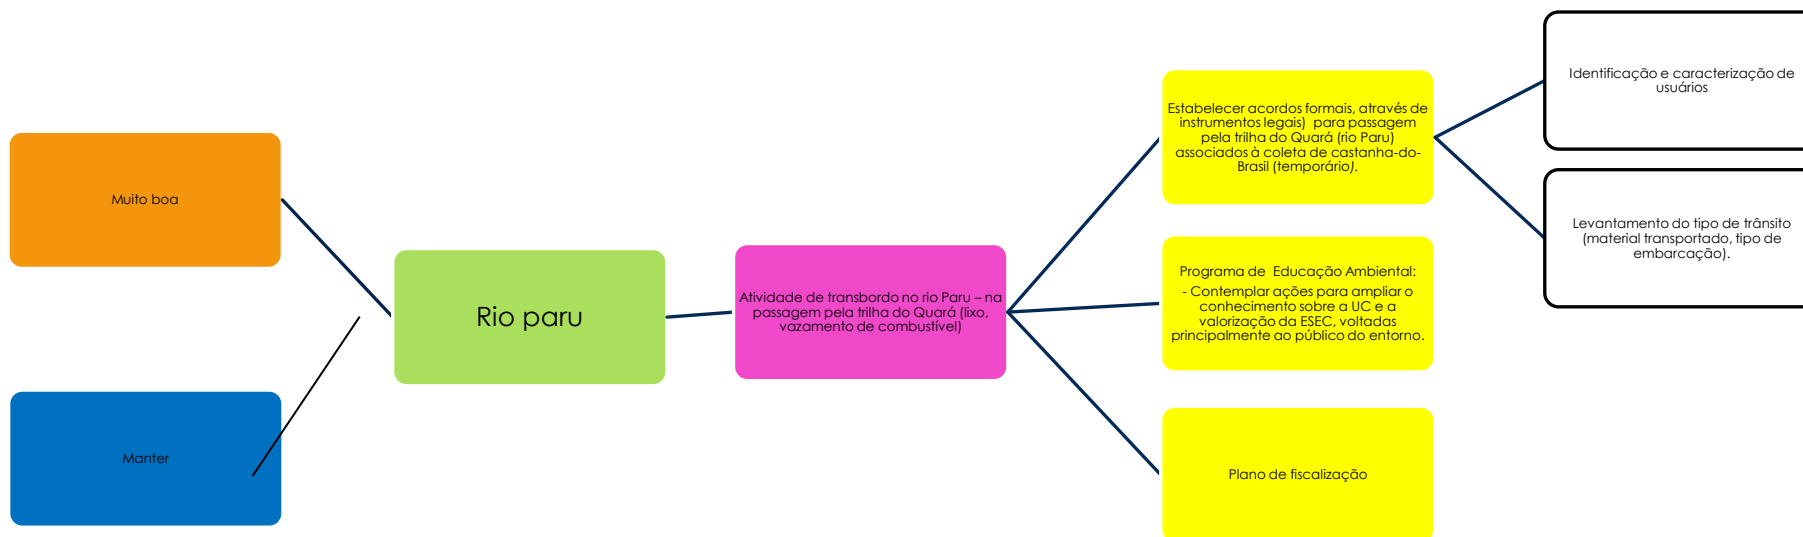 Muito boa
Manter
Rio paru
Atividade de transbordo no rio Paru – na
passagem pela trilha do Quará (lixo,
vazamento de combustível)
Estabelecer acordos formais, através de
instrumentos legais)  para passagem
pela trilha do Quará (rio Paru)
associados à coleta de castanha-do-
Brasil (temporário).
Programa de  Educação Ambiental:
- Contemplar ações para ampliar o
conhecimento sobre a UC e a
valorização da ESEC, voltadas
principalmente ao público do entorno.
Plano de fiscalização
Identificação e caracterização de
usuários
Levantamento do tipo de trânsito
(material transportado, tipo de
embarcação).